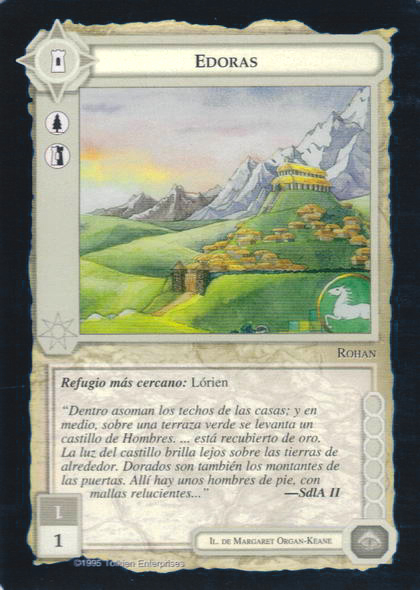 EDORAS
ROHAN
Refugio más cercano: Lórien
“Dentro asoman los techos de las casas; y en
medio, sobre una terraza verde se levanta un
castillo de Hombres. ... está recubierto de oro.
La luz del castillo brilla lejos sobre las tierras de
alrededor. Dorados son también los montantes de
las puertas. Allí hay unos hombres de pie, con
mallas relucientes...” —SdlA II
1
1
IL. DE MARGARET ORGAN-KEANE
©1995 Tolkien Enterprises